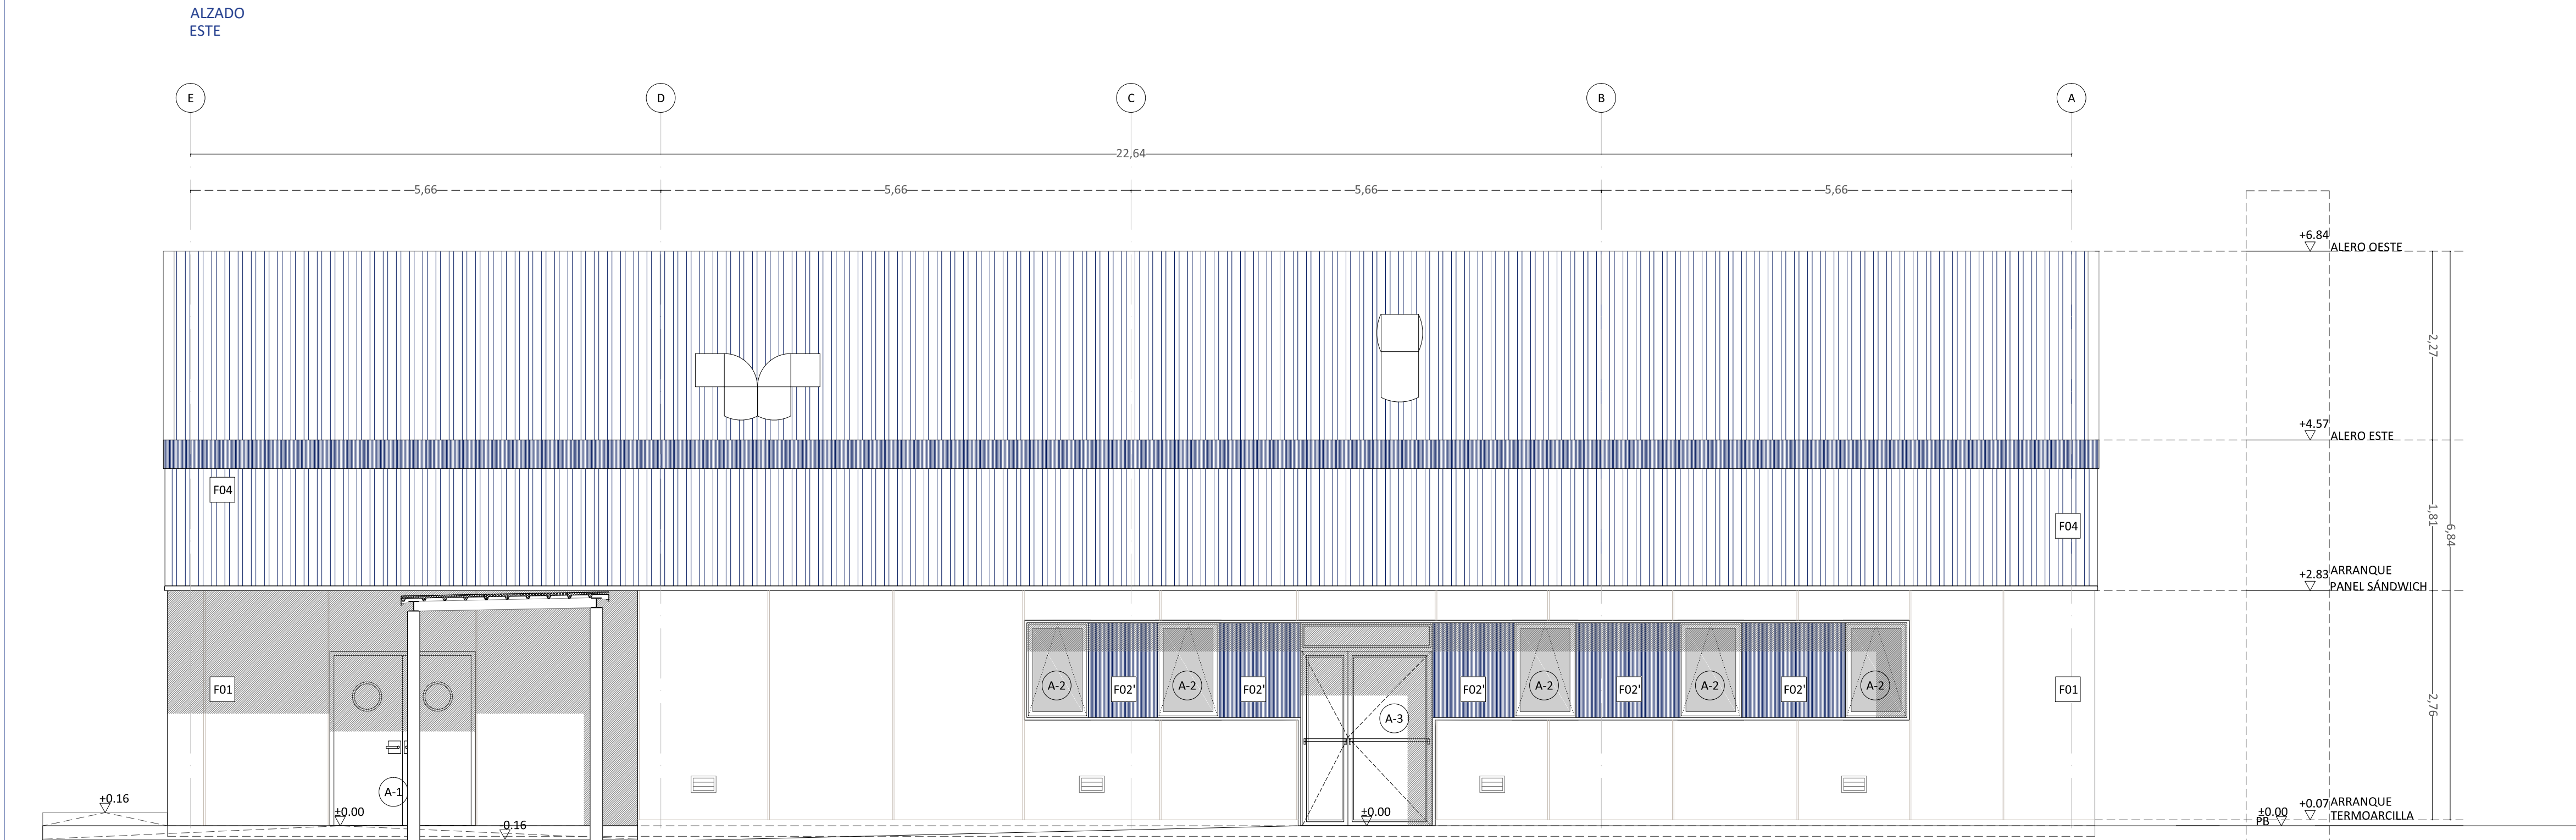 ALZADO
ESTE
E
D
C
B
A
22,64
5,66
5,66
5,66
5,66
+6.84
ALERO OESTE
2,27
+4.57
ALERO ESTE
F04
F04
1,81
6,84
+2.83
ARRANQUE
PANEL SÁNDWICH
F01
A-2
F02'
A-2
F02'
A-3
F02'
A-2
F02'
A-2
F02'
A-2
F01
2,76
A-1
+0.16
±0.00
-0.16
±0.00
±0.00
PB
+0.07
ARRANQUE
TERMOARCILLA